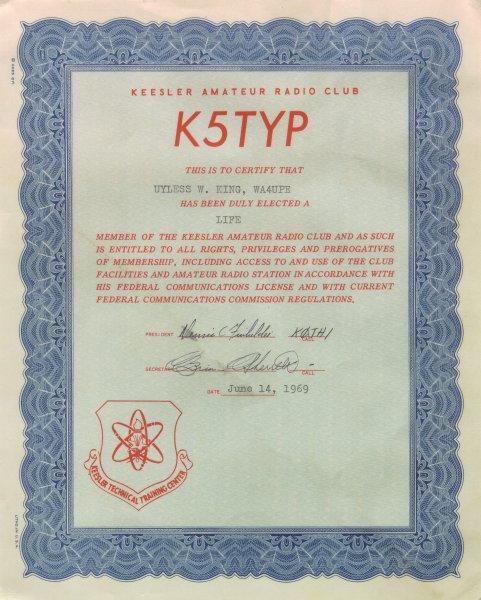 KEESLER AMATEUR RADIO CLUB
K5TYP
THIS IS TO CERTIFY THAT
UYLESS W. KING, WA4UPE
HAS BEEN DULY ELECTED A
LIFE
MEMBER OF THE KEESLER AMATEUR RADIO CLUB AND AS SUCH
IS ENTITLED TO ALL RIGHTS, PRIVILEGES AND PREROGATIVES
OF MEMBERSHIP, INCLUDING ACCESS TO AND USE OF THE CLUB
FACILITIES AND AMATEUR RADIO STATION IN ACCORDANCE WITH
HIS FEDERAL COMMUNICATIONS LICENSE AND WITH CURRENT
FEDERAL COMMUNICATIONS COMMISSION REGULATIONS.
PRESIDENT CALL
SECRETARY CALL
DATE June 14, 1969
KEESLER TECHNICAL TRAINING CENTER